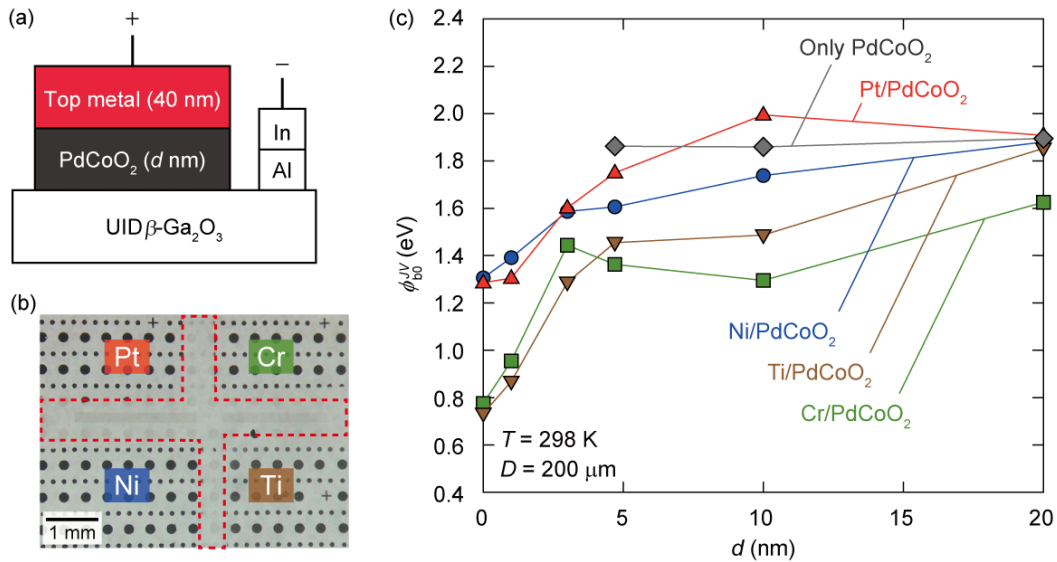 (a)
+
−
Top metal (40 nm)
In
PdCoO₂ (d nm)
Al
UID β-Ga₂O₃
(b)
+
+
Pt
Cr
Ni
Ti
+
1 mm
(c)
2.4
2.2
2.0
1.8
1.6
1.4
1.2
1.0
0.8
0.6
0.4
ϕ_b0^JV (eV)
Only PdCoO₂
Pt/PdCoO₂
Ni/PdCoO₂
Ti/PdCoO₂
Cr/PdCoO₂
T = 298 K
D = 200 μm
0
5
10
15
20
d (nm)